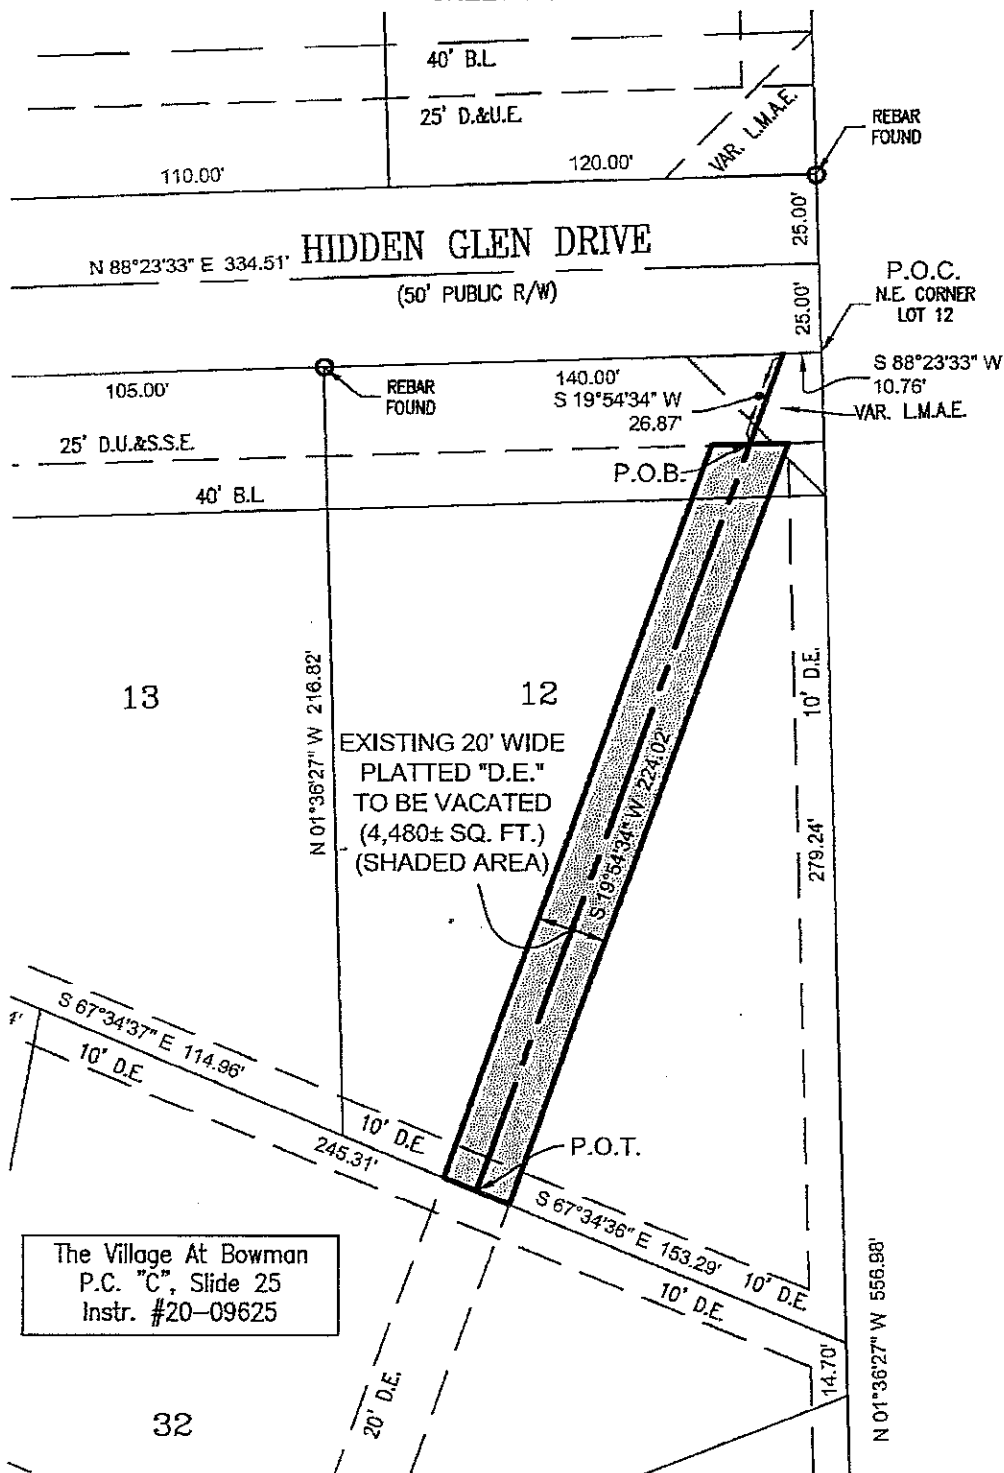 40' B.L.
25' D.&U.E.
VAR. L.M.A.E.
REBAR
FOUND
110.00'
120.00'
25.00'
HIDDEN GLEN DRIVE
N 88°23'33" E 334.51'
(50' PUBLIC R/W)
25.00'
P.O.C.
N.E. CORNER
LOT 12
S 88°23'33" W
10.76'
105.00'
REBAR
FOUND
140.00'
S 19°54'34" W
26.87'
VAR. L.M.A.E.
25' D.U.&S.S.E.
P.O.B.
40' B.L.
N 01°36'27" W 216.82'
13
12
10' D.E.
EXISTING 20' WIDE
PLATTED "D.E."
TO BE VACATED
(4,480± SQ. FT.)
(SHADED AREA)
S 19°54'34" W 224.02'
279.24'
S 67°34'37" E 114.96'
4'
10' D.E.
10' D.E.
245.31'
P.O.T.
S 67°34'36" E 153.29'
10' D.E.
10' D.E.
The Village At Bowman
P.C. "C", Slide 25
Instr. #20-09625
14.70'
N 01°36'27" W 556.98'
20' D.E.
32